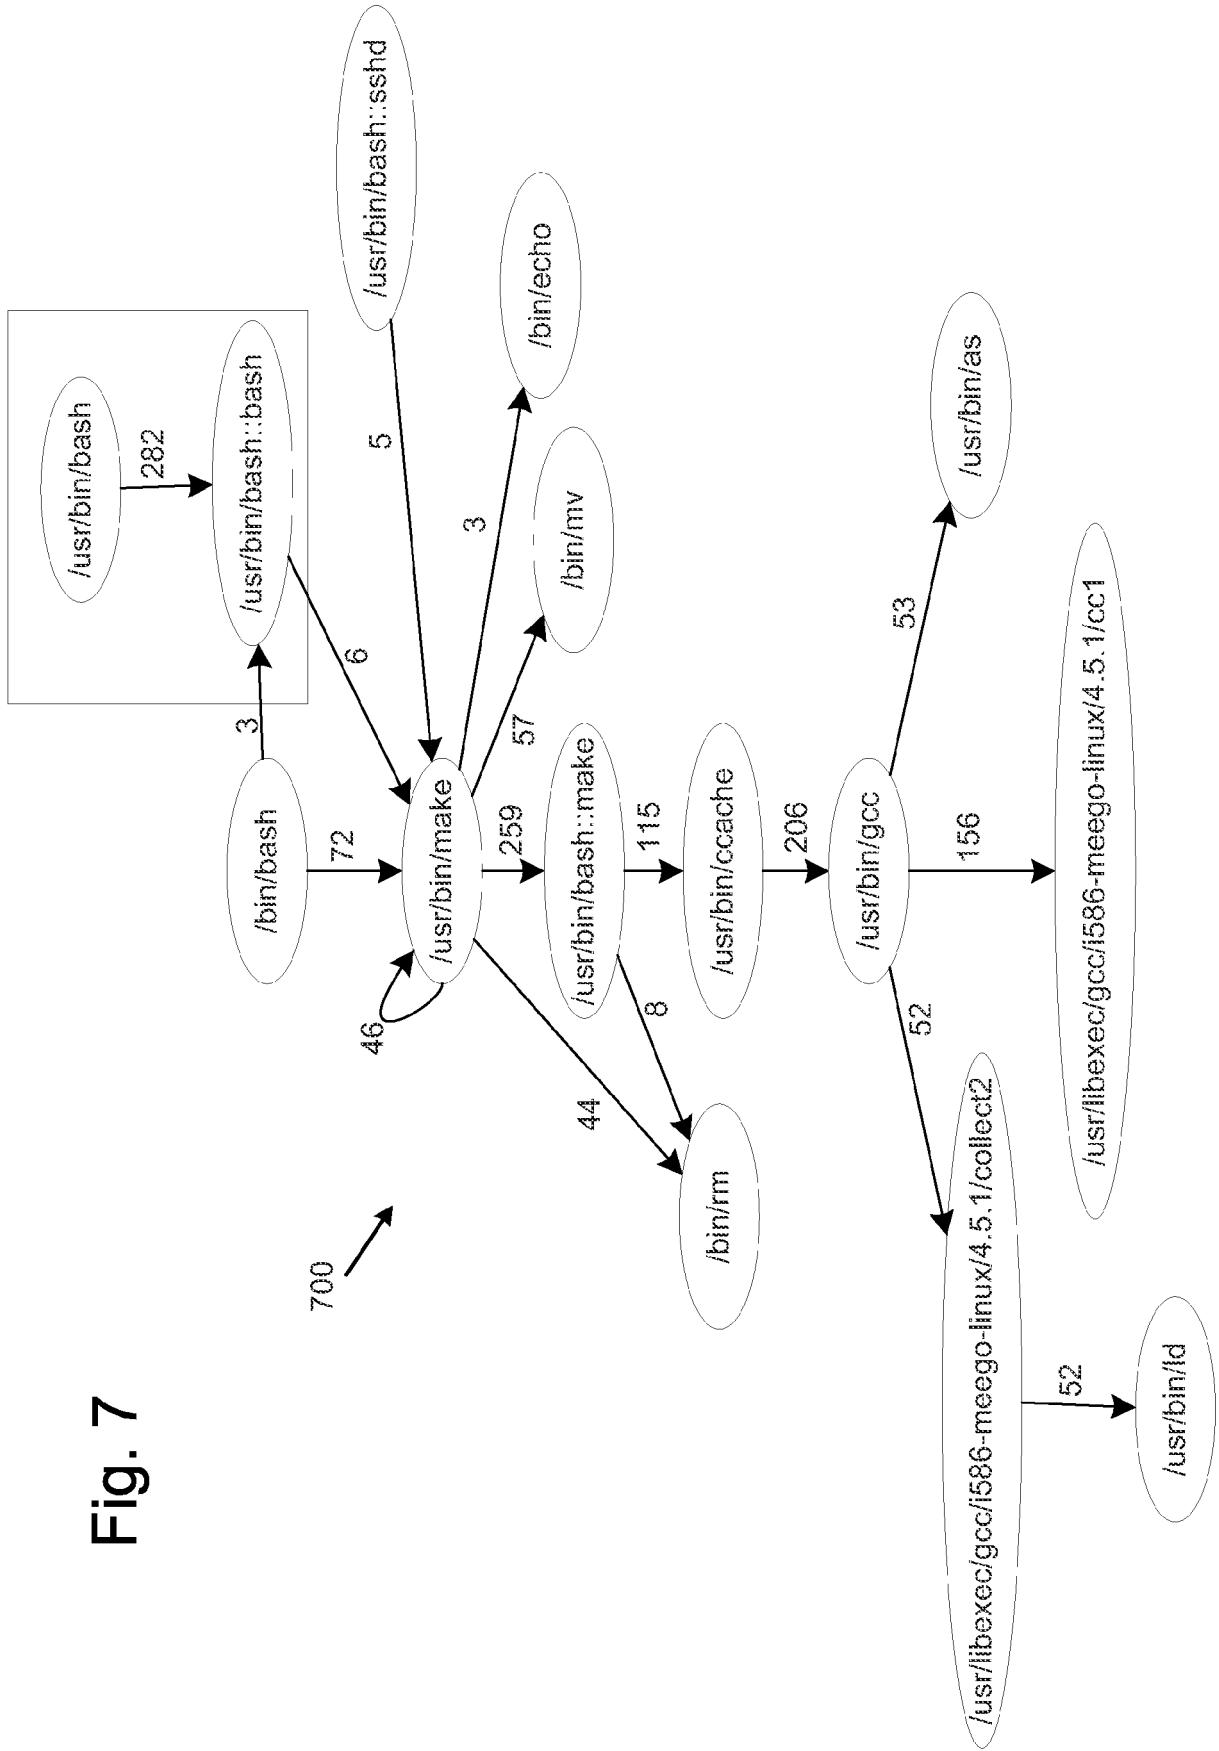 Fig. 7
700
/usr/bin/bash
282
/usr/bin/bash::bash
3
/bin/bash
6
72
/usr/bin/bash::sshd
5
46
/usr/bin/make
3
/bin/echo
57
/bin/mv
259
44
/usr/bin/bash::make
8
115
/bin/rm
/usr/bin/ccache
206
/usr/bin/gcc
53
/usr/bin/as
52
156
/usr/libexec/gcc/i586-meego-linux/4.5.1/collect2
/usr/libexec/gcc/i586-meego-linux/4.5.1/cc1
52
/usr/bin/ld